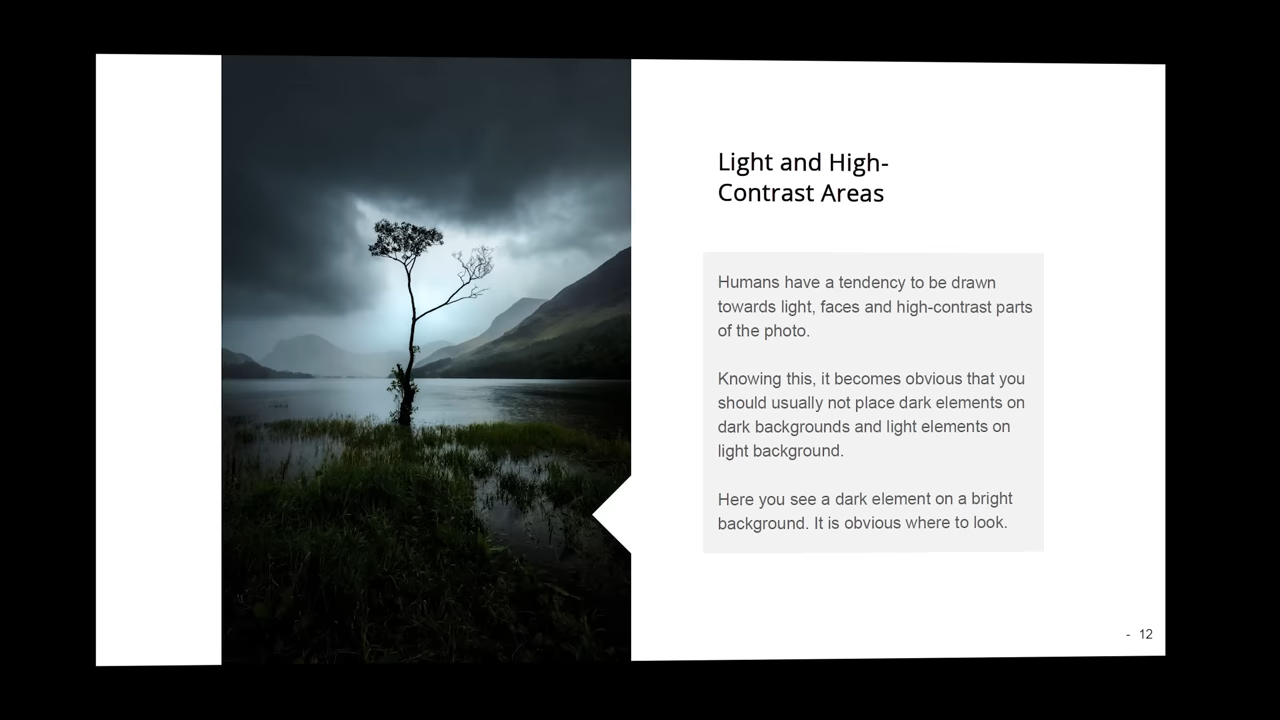 Light and High-
Contrast Areas
Humans have a tendency to be drawn
towards light, faces and high-contrast parts
of the photo.
Knowing this, it becomes obvious that you
should usually not place dark elements on
dark backgrounds and light elements on
light background.
Here you see a dark element on a bright
background. It is obvious where to look.
- 12